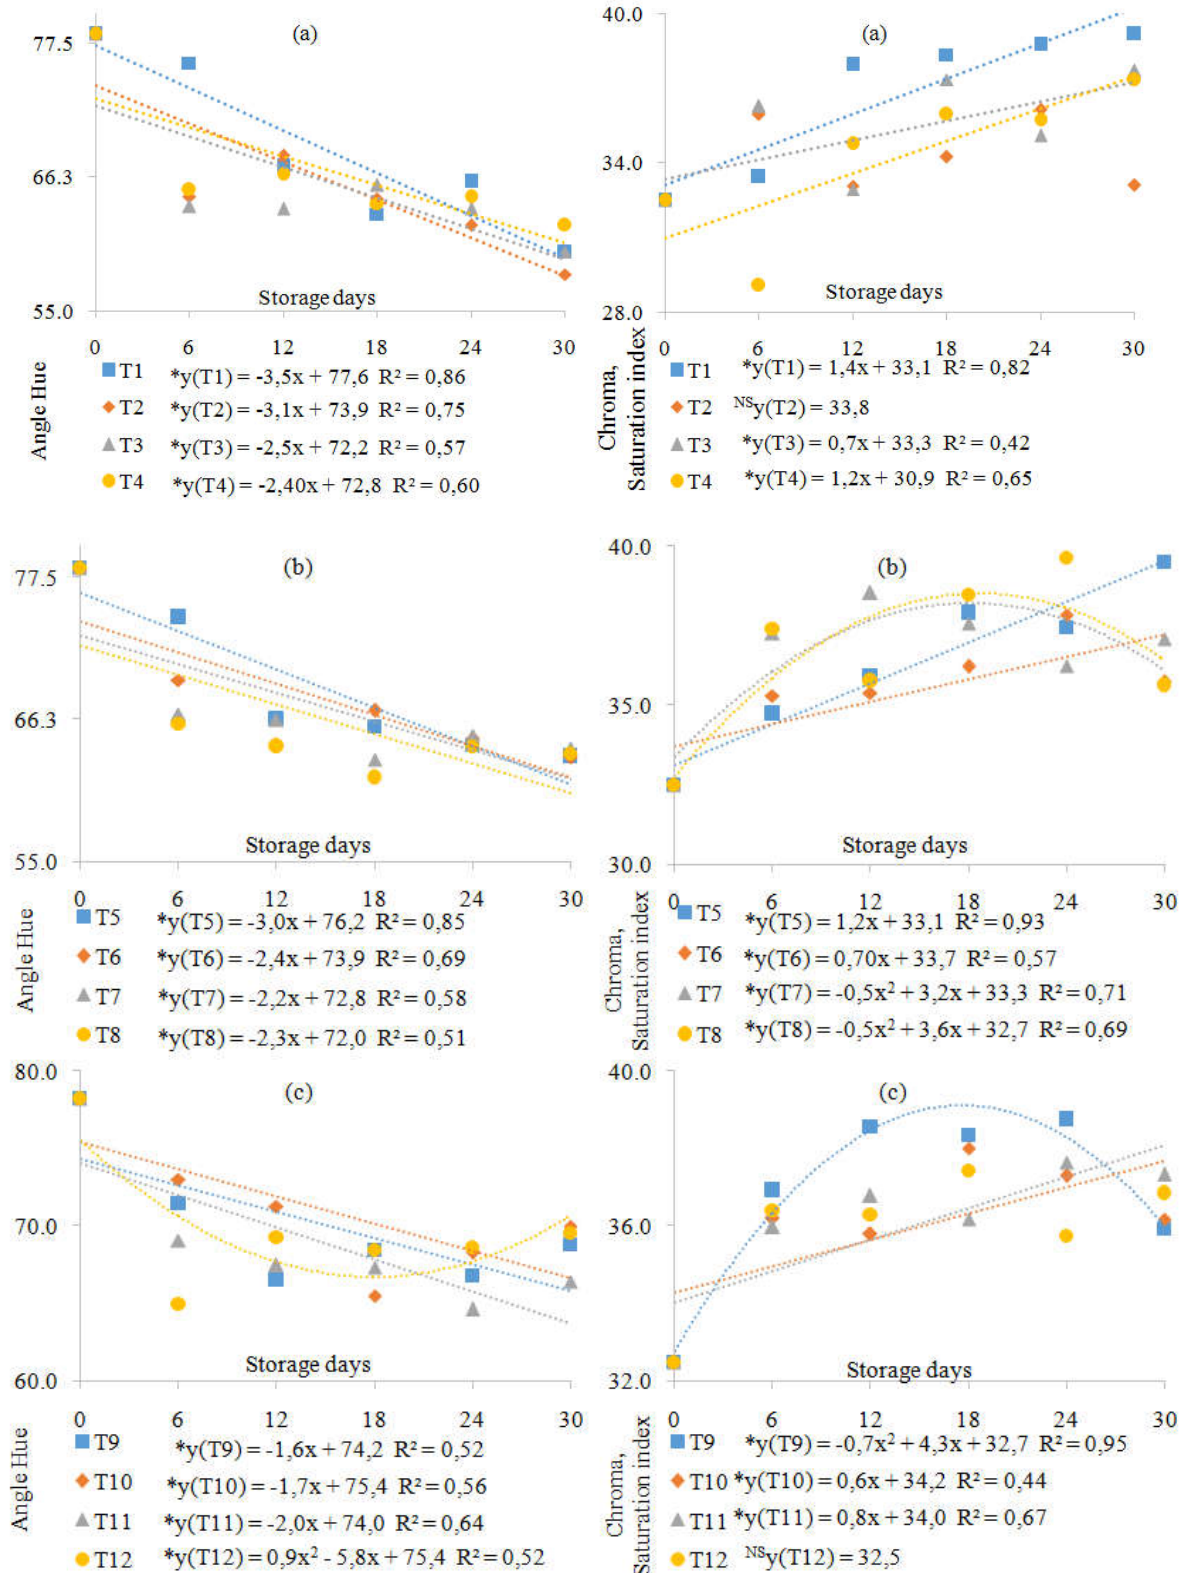 (a)
77.5
66.3
55.0
Storage days
0 6 12 18 24 30
Angle Hue
T1 *y(T1) = -3,5x + 77,6 R² = 0,86
T2 *y(T2) = -3,1x + 73,9 R² = 0,75
T3 *y(T3) = -2,5x + 72,2 R² = 0,57
T4 *y(T4) = -2,40x + 72,8 R² = 0,60
(a)
40.0
34.0
28.0
Storage days
0 6 12 18 24 30
Chroma,
Saturation index
T1 *y(T1) = 1,4x + 33,1 R² = 0,82
T2 NSy(T2) = 33,8
T3 *y(T3) = 0,7x + 33,3 R² = 0,42
T4 *y(T4) = 1,2x + 30,9 R² = 0,65
(b)
77.5
66.3
55.0
Storage days
0 6 12 18 24 30
Angle Hue
T5 *y(T5) = -3,0x + 76,2 R² = 0,85
T6 *y(T6) = -2,4x + 73,9 R² = 0,69
T7 *y(T7) = -2,2x + 72,8 R² = 0,58
T8 *y(T8) = -2,3x + 72,0 R² = 0,51
(b)
40.0
35.0
30.0
Storage days
0 6 12 18 24 30
Chroma,
Saturation index
T5 *y(T5) = 1,2x + 33,1 R² = 0,93
T6 *y(T6) = 0,70x + 33,7 R² = 0,57
T7 *y(T7) = -0,5x² + 3,2x + 33,3 R² = 0,71
T8 *y(T8) = -0,5x² + 3,6x + 32,7 R² = 0,69
(c)
80.0
70.0
60.0
Storage days
0 6 12 18 24 30
Angle Hue
T9 *y(T9) = -1,6x + 74,2 R² = 0,52
T10 *y(T10) = -1,7x + 75,4 R² = 0,56
T11 *y(T11) = -2,0x + 74,0 R² = 0,64
T12 *y(T12) = 0,9x² - 5,8x + 75,4 R² = 0,52
(c)
40.0
36.0
32.0
Storage days
0 6 12 18 24 30
Chroma,
Saturation index
T9 *y(T9) = -0,7x² + 4,3x + 32,7 R² = 0,95
T10 *y(T10) = 0,6x + 34,2 R² = 0,44
T11 *y(T11) = 0,8x + 34,0 R² = 0,67
T12 NSy(T12) = 32,5